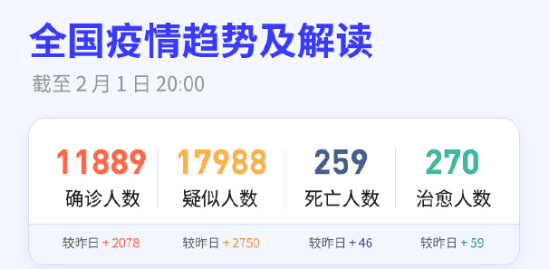 全国疫情趋势及解读
截至 2 月 1 日 20:00
11889 17988 259 270
确诊人数 疑似人数 死亡人数 治愈人数
较昨日 + 2078 较昨日 + 2750 较昨日 + 46 较昨日 + 59